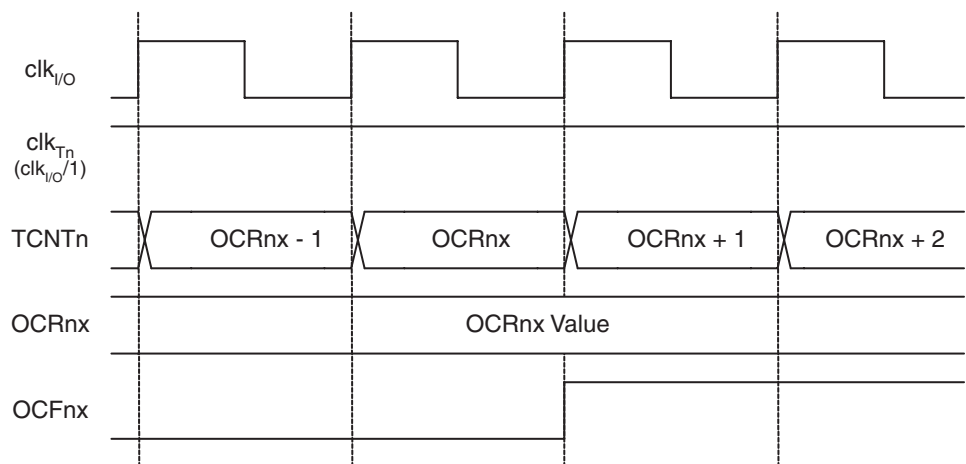 clkI/O
clkTn
(clkI/O/1)
TCNTn OCRnx - 1 OCRnx OCRnx + 1 OCRnx + 2
OCRnx OCRnx Value
OCFnx